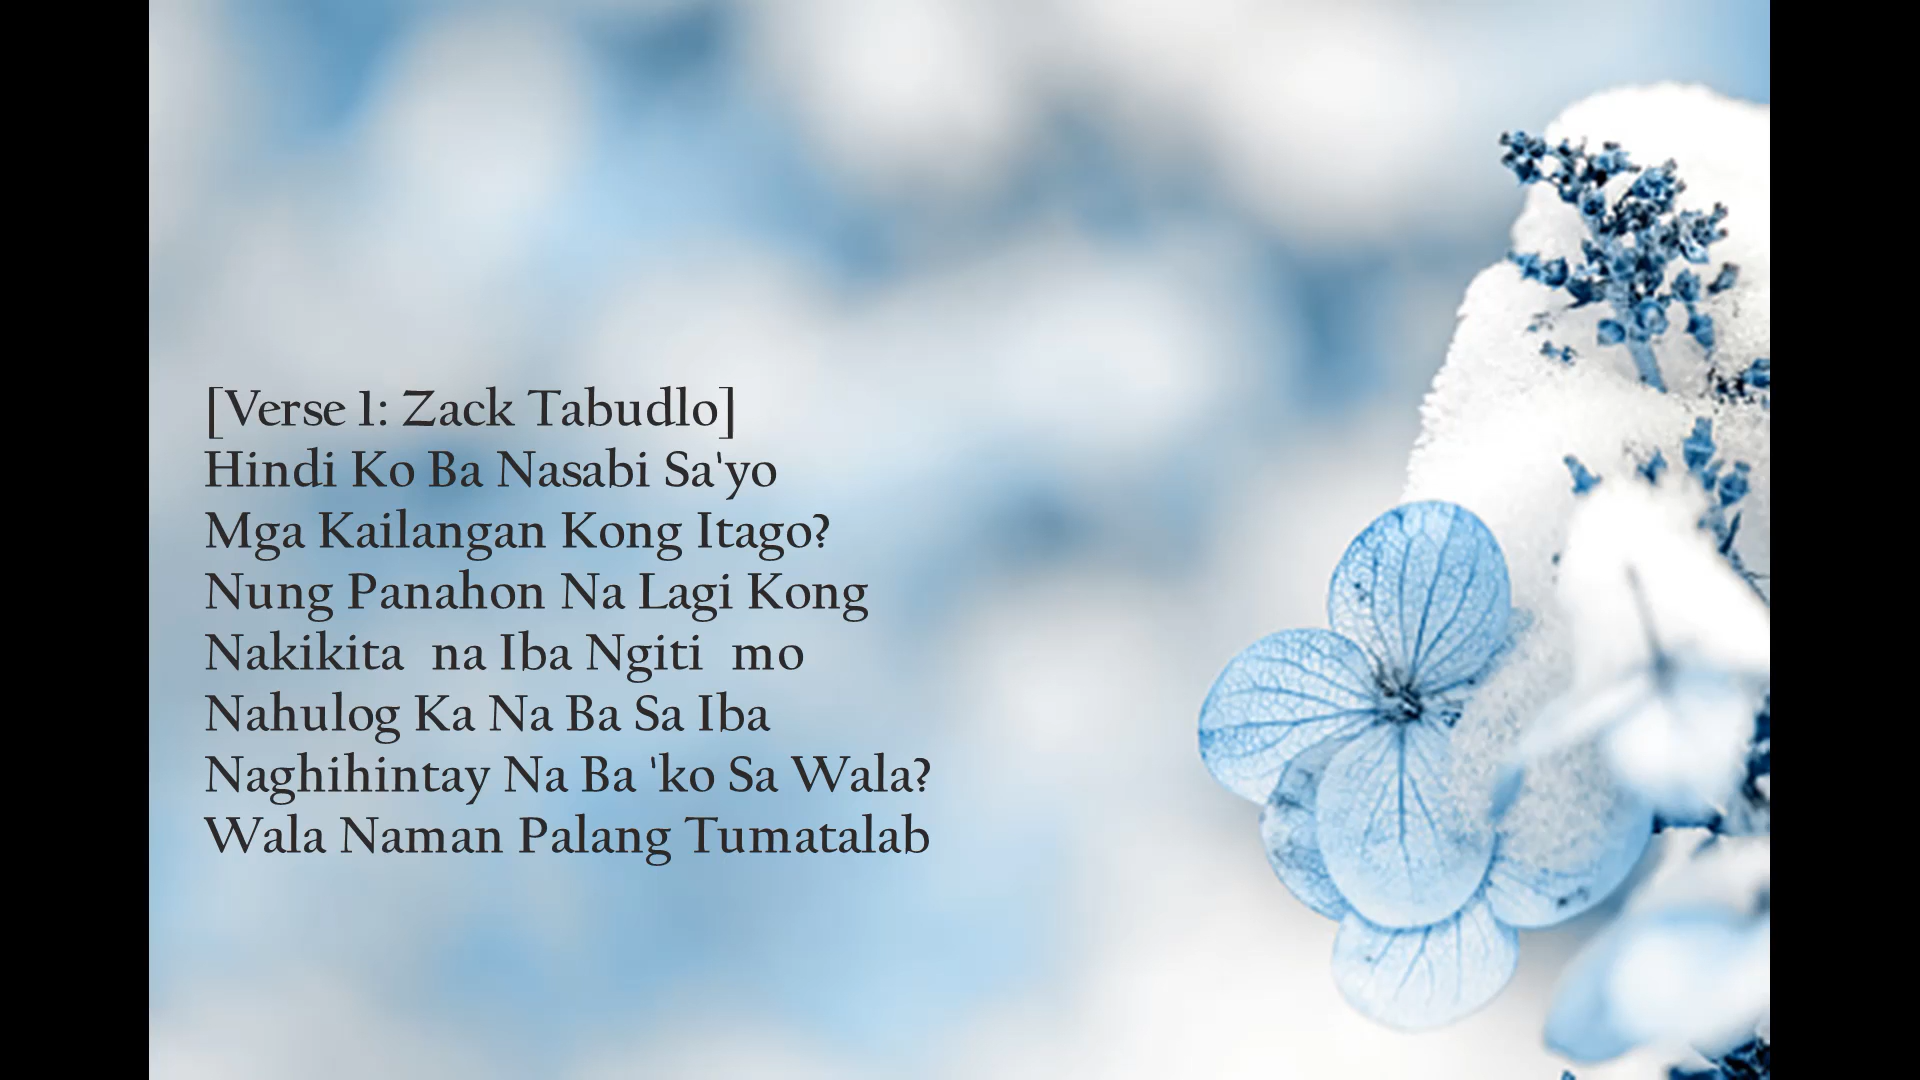 [Verse 1: Zack Tabudlo]
Hindi Ko Ba Nasabi Sa'yo
Mga Kailangan Kong Itago?
Nung Panahon Na Lagi Kong
Nakikita  na Iba Ngiti  mo
Nahulog Ka Na Ba Sa Iba
Naghihintay Na Ba 'ko Sa Wala?
Wala Naman Palang Tumatalab